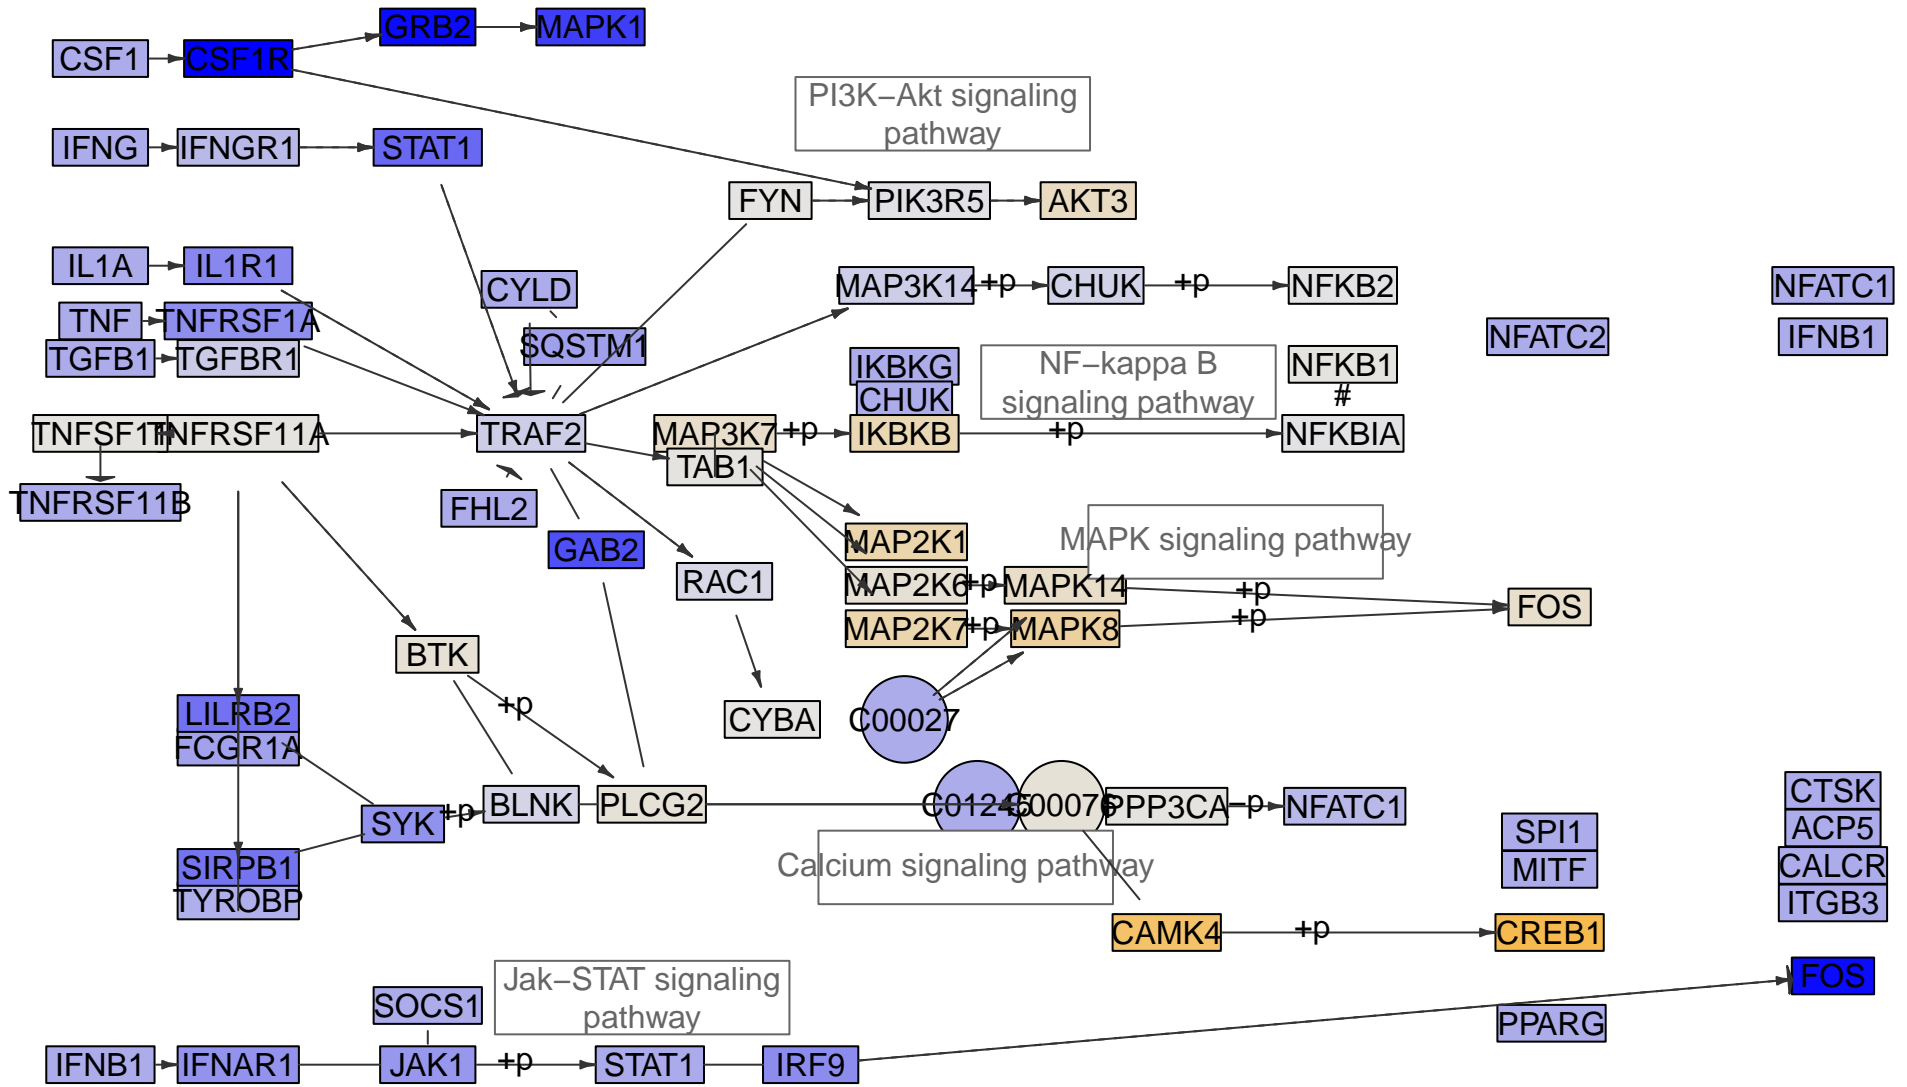 GRB2
MAPK1
CSF1
CSF1R
PI3K−Akt signaling
pathway
IFNG
IFNGR1
STAT1
FYN
PIK3R5
AKT3
IL1A
IL1R1
CYLD
MAP3K14
+p
CHUK
+p
NFKB2
NFATC1
TNF
TNFRSF1A
SQSTM1
NFATC2
IFNB1
TGFB1
TGFBR1
IKBKG
NF−kappa B
signaling pathway
NFKB1
CHUK
#
TNFRSF11A
TRAF2
MAP3K7
+p
IKBKB
+p
NFKBIA
TAB1
TNFRSF11B
FHL2
GAB2
MAP2K1
MAPK signaling pathway
RAC1
MAP2K6
+p
MAPK14
+p
FOS
MAP2K7
+p
MAPK8
+p
BTK
+p
LILRB2
CYBA
C00027
FCGR1A
SYK
+p
BLNK
PLCG2
C00076
PPP3CA
−p
NFATC1
CTSK
SPI1
ACP5
SIRPB1
Calcium signaling pathway
MITF
CALCR
TYROBP
ITGB3
CAMK4
+p
CREB1
Jak−STAT signaling
pathway
FOS
SOCS1
PPARG
IFNB1
IFNAR1
JAK1
+p
STAT1
IRF9